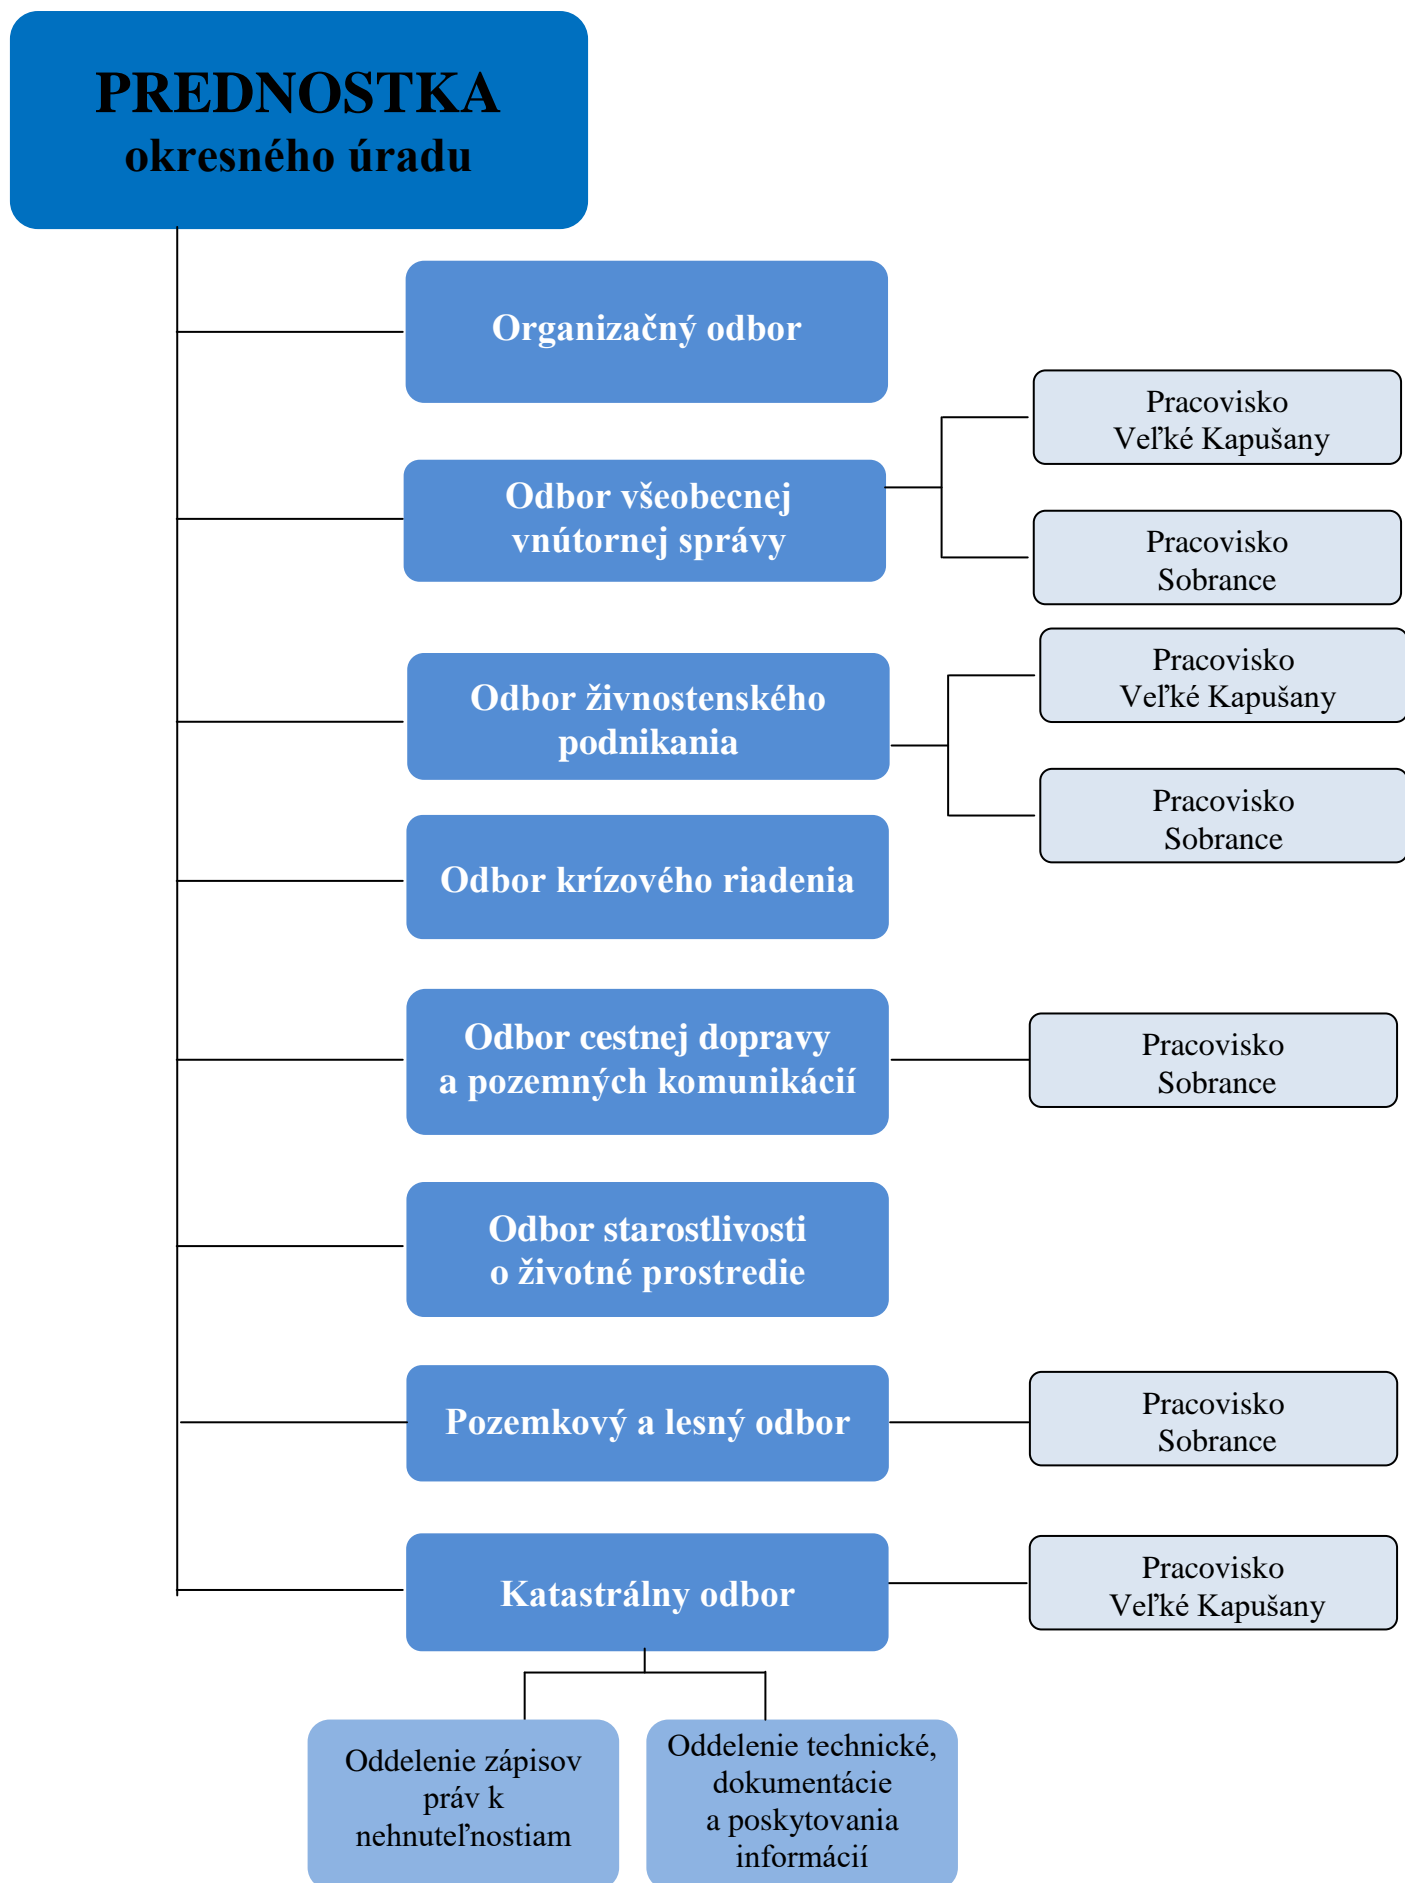 PREDNOSTKA
okresného úradu
Organizačný odbor
Odbor všeobecnej
vnútornej správy
Pracovisko
Veľké Kapušany
Pracovisko
Sobrance
Odbor živnostenského
podnikania
Pracovisko
Veľké Kapušany
Pracovisko
Sobrance
Odbor krízového riadenia
Odbor cestnej dopravy
a pozemných komunikácií
Pracovisko
Sobrance
Odbor starostlivosti
o životné prostredie
Pozemkový a lesný odbor
Pracovisko
Sobrance
Katastrálny odbor
Pracovisko
Veľké Kapušany
Oddelenie zápisov
práv k
nehnuteľnostiam
Oddelenie technické,
dokumentácie
a poskytovania
informácií